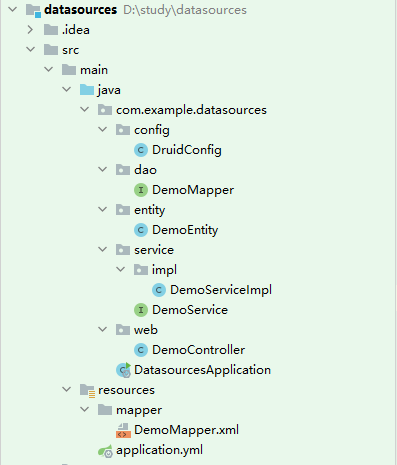 datasources D:\study\datasources
.idea
src
main
java
com.example.datasources
config
DruidConfig
dao
DemoMapper
entity
DemoEntity
service
impl
DemoServiceImpl
DemoService
web
DemoController
DatasourcesApplication
resources
mapper
DemoMapper.xml
application.yml